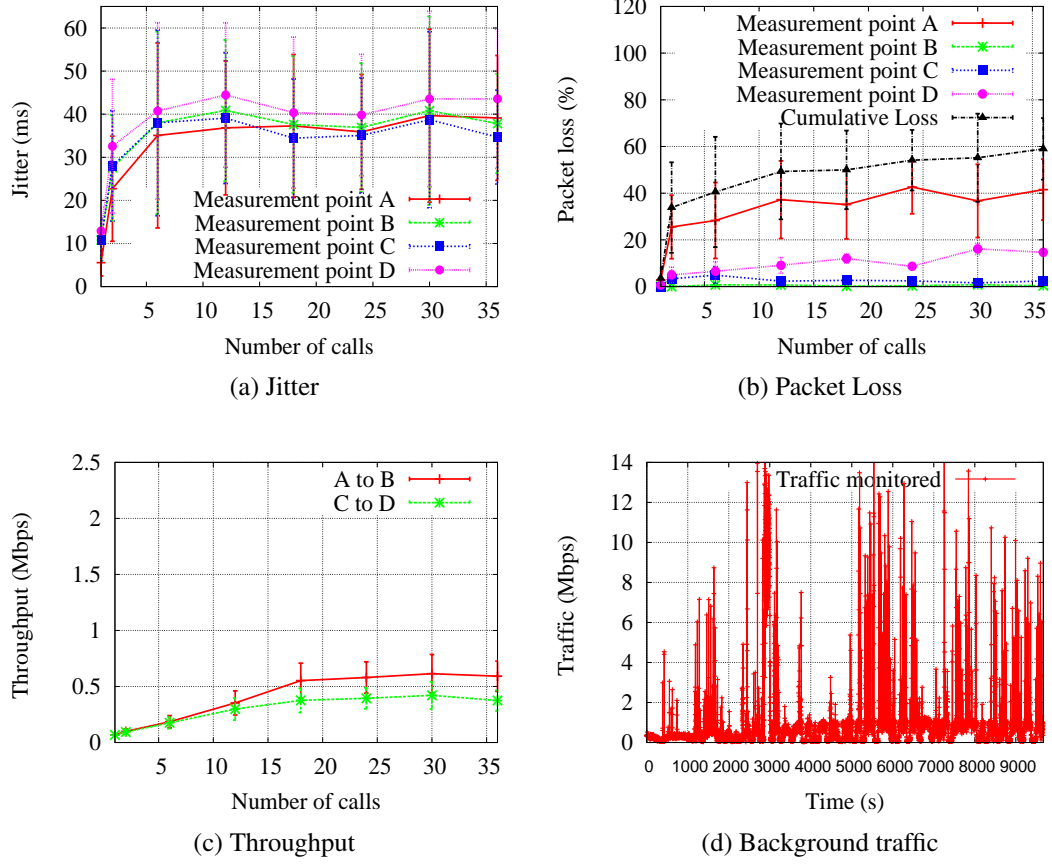 70
60
50
40
30
20
10
0
5 10 15 20 25 30 35
Jitter (ms)
Number of calls
Measurement point A
Measurement point B
Measurement point C
Measurement point D
(a) Jitter
120
100
80
60
40
20
0
5 10 15 20 25 30 35
Packet loss (%)
Number of calls
Measurement point A
Measurement point B
Measurement point C
Measurement point D
Cumulative Loss
(b) Packet Loss
2.5
2
1.5
1
0.5
0
5 10 15 20 25 30 35
Throughput (Mbps)
Number of calls
A to B
C to D
(c) Throughput
14
12
10
8
6
4
2
0
0 1000 2000 3000 4000 5000 6000 7000 8000 9000
Traffic (Mbps)
Time (s)
Traffic monitored
(d) Background traffic